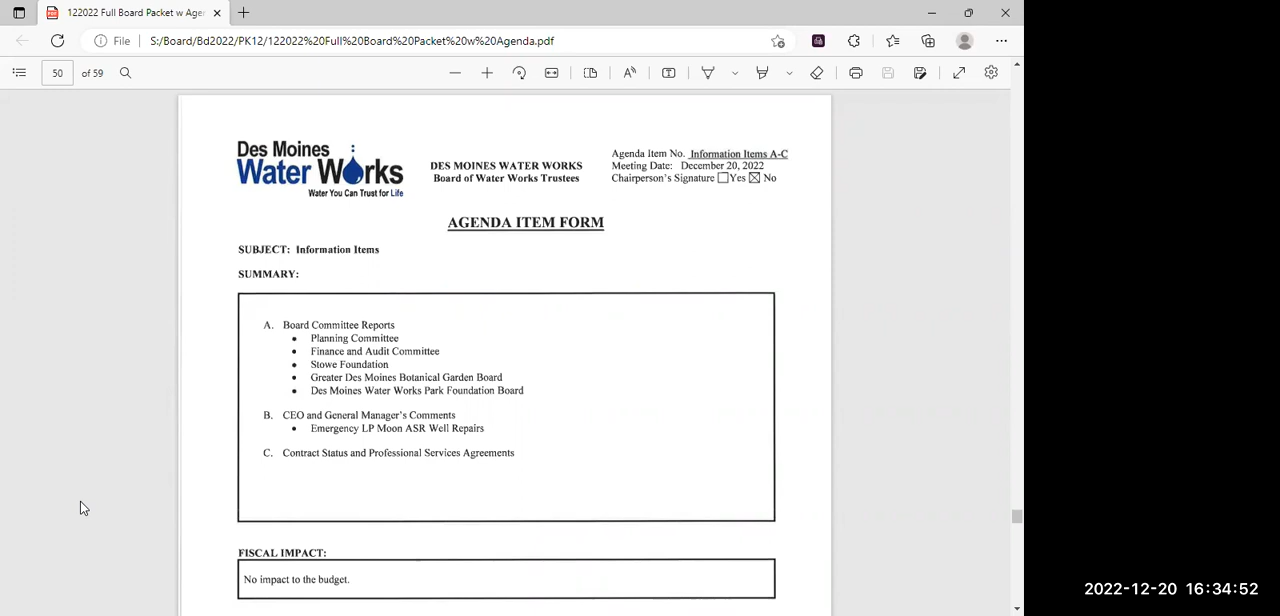 122022 Full Board Packet w Ager
File
S:/Board/Bd2022/PK12/122022%20Full%20Board%20Packet%20w%20Agenda.pdf
50 of 59
Des Moines
Water Works
Water You Can Trust for Life
DES MOINES WATER WORKS
Board of Water Works Trustees
Agenda Item No. Information Items A-C
Meeting Date: December 20, 2022
Chairperson's Signature ☐ Yes ☒ No
AGENDA ITEM FORM
SUBJECT: Information Items
SUMMARY:
A. Board Committee Reports
• Planning Committee
• Finance and Audit Committee
• Stowe Foundation
• Greater Des Moines Botanical Garden Board
• Des Moines Water Works Park Foundation Board
B. CEO and General Manager's Comments
• Emergency LP Moon ASR Well Repairs
C. Contract Status and Professional Services Agreements
FISCAL IMPACT:
No impact to the budget.
2022-12-20 16:34:52